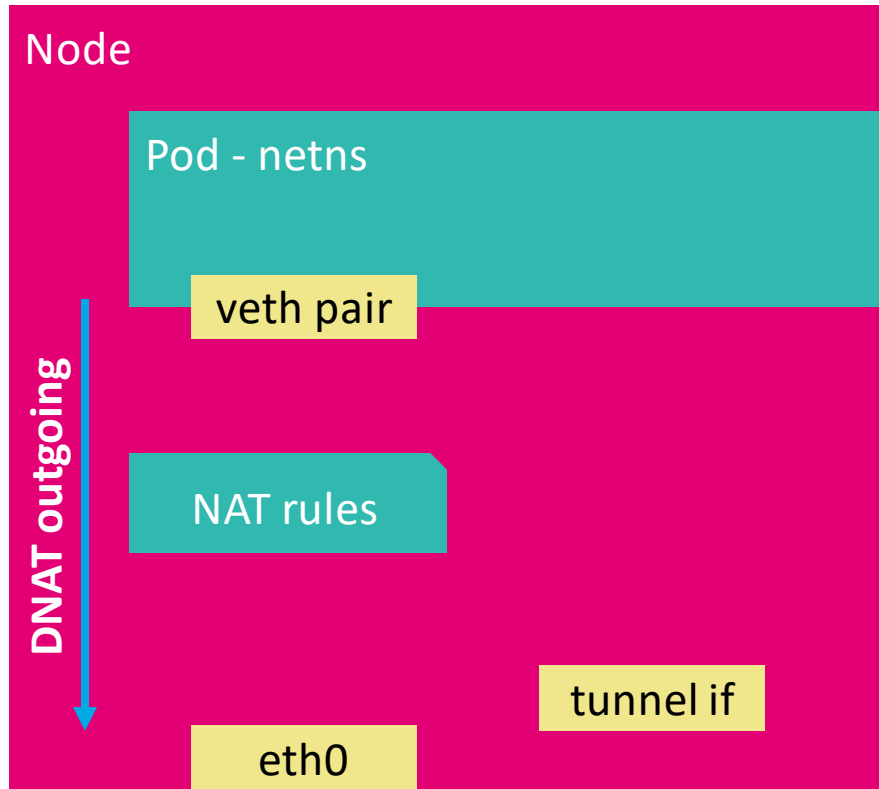 Node
Pod - netns
veth pair
DNAT outgoing
NAT rules
tunnel if
eth0